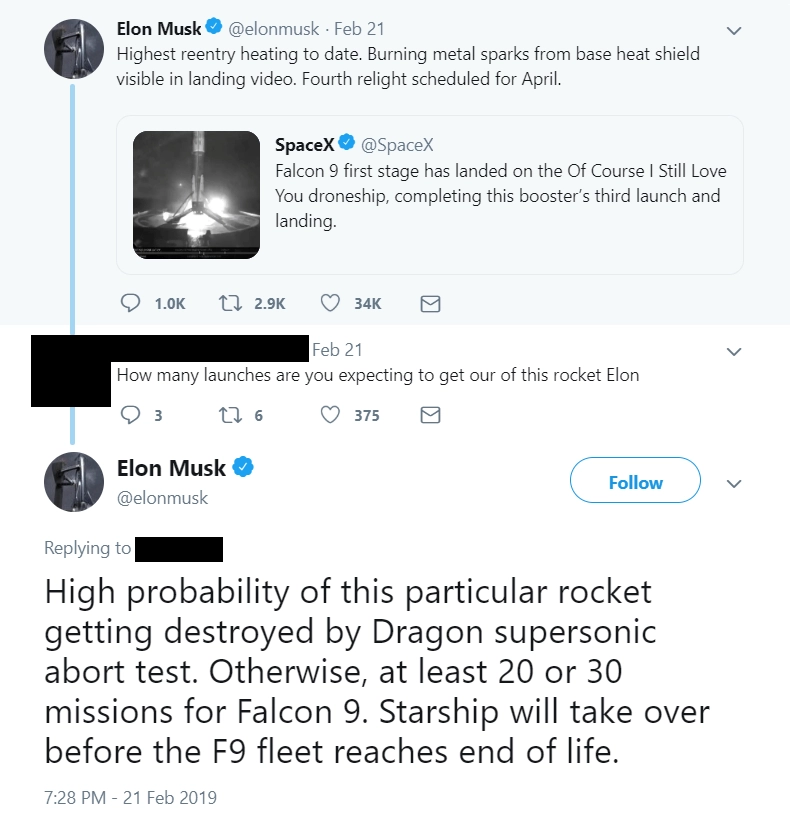 Elon Musk @elonmusk · Feb 21
Highest reentry heating to date. Burning metal sparks from base heat shield
visible in landing video. Fourth relight scheduled for April.
SpaceX @SpaceX
Falcon 9 first stage has landed on the Of Course I Still Love
You droneship, completing this booster's third launch and
landing.
1.0K 2.9K 34K
Feb 21
How many launches are you expecting to get our of this rocket Elon
3 6 375
Elon Musk
@elonmusk
Follow
Replying to
High probability of this particular rocket
getting destroyed by Dragon supersonic
abort test. Otherwise, at least 20 or 30
missions for Falcon 9. Starship will take over
before the F9 fleet reaches end of life.
7:28 PM - 21 Feb 2019